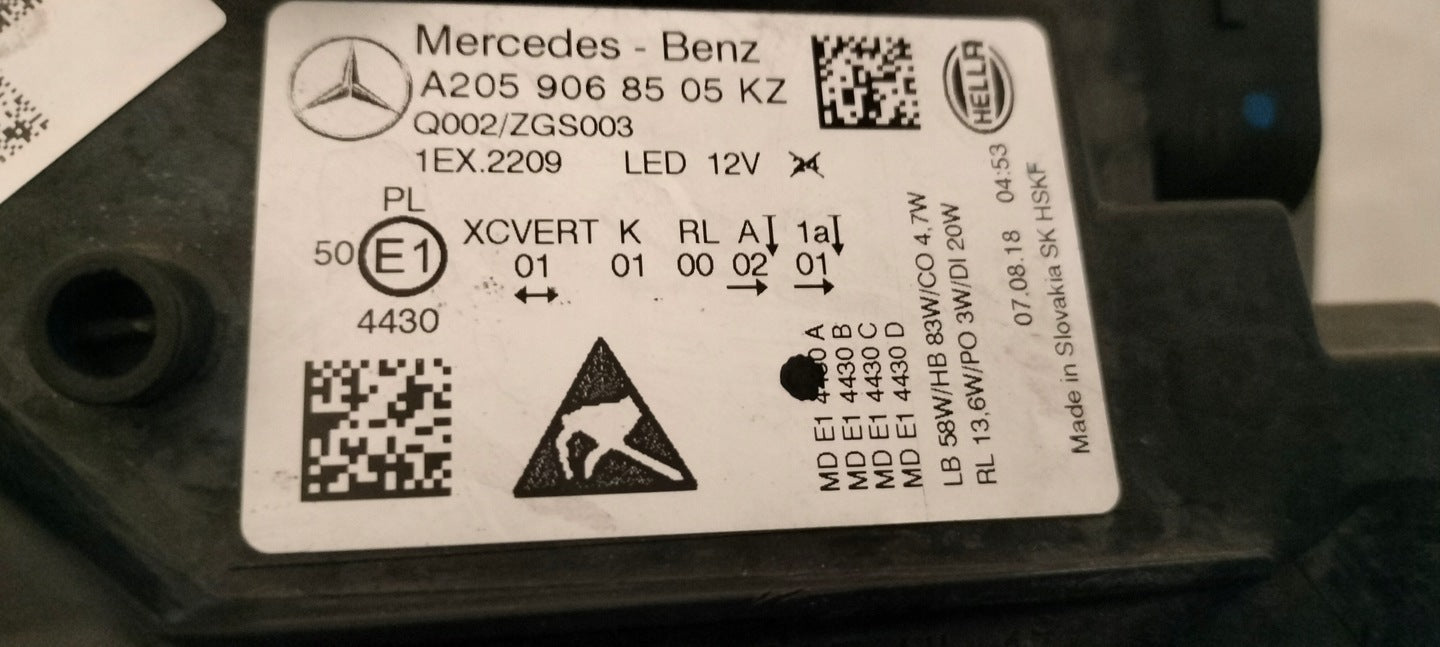 Mercedes - Benz
A205 906 85 05 KZ
Q002/ZGS003
1EX.2209 LED 12V
HELLA
PL
50 E1
4430
XCVERT K RL A 1a
01 01 00 02 01
MD E1 4430 A
MD E1 4430 B
MD E1 4430 C
MD E1 4430 D
LB 58W/HB 83W/CO 4,7W
RL 13,6W/PO 3W/DI 20W
07.08.18 04:53
Made in Slovakia SK HSKF